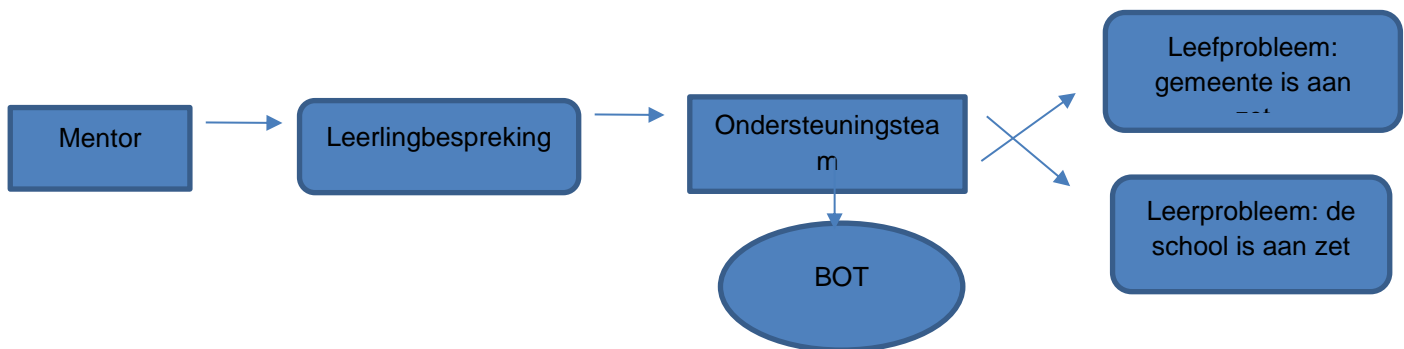 Mentor
Leerlingbespreking
Ondersteuningstea
m
BOT
Leefprobleem:
gemeente is aan
Leerprobleem: de
school is aan zet